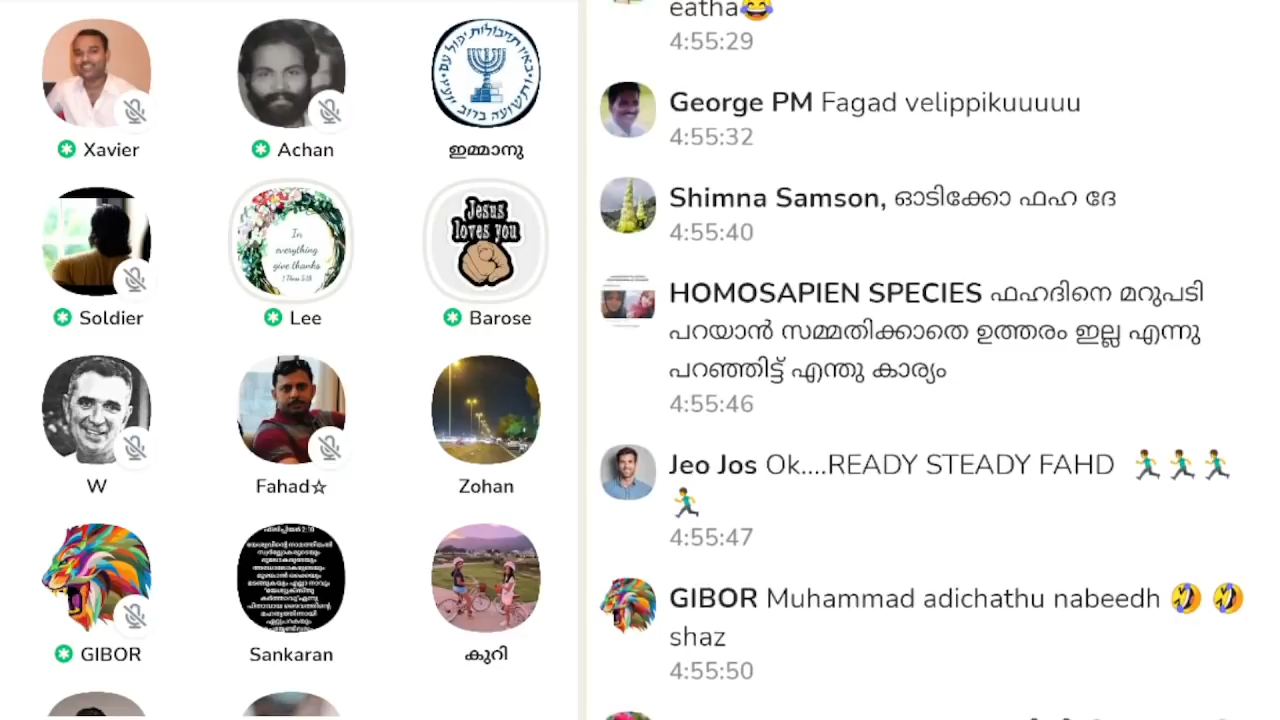 Xavier
Achan
ഇമ്മാനു
Soldier
In
everything
give thanks
Lee
Jesus
loves you
Barose
W
Fahad☆
Zohan
GIBOR
Sankaran
കുറി
eatha😂
4:55:29
George PM Fagad velippikuuuuu
4:55:32
Shimna Samson, ഓടിക്കോ ഫഹ ദേ
4:55:40
HOMOSAPIEN SPECIES ഫഹദിനെ മറുപടി
പറയാൻ സമ്മതിക്കാതെ ഉത്തരം ഇല്ല എന്നു
പറഞ്ഞിട്ട് എന്തു കാര്യം
4:55:46
Jeo Jos Ok....READY STEADY FAHD 🏃‍♂️🏃‍♂️🏃‍♂️
🏃‍♂️
4:55:47
GIBOR Muhammad adichathu nabeedh 🤣 🤣
shaz
4:55:50